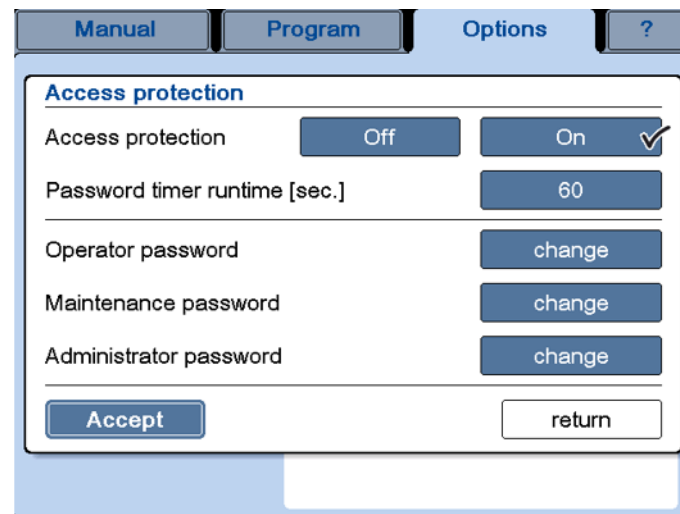 Manual Program Options ?
Access protection
Access protection Off On
Password timer runtime [sec.] 60
Operator password change
Maintenance password change
Administrator password change
Accept return